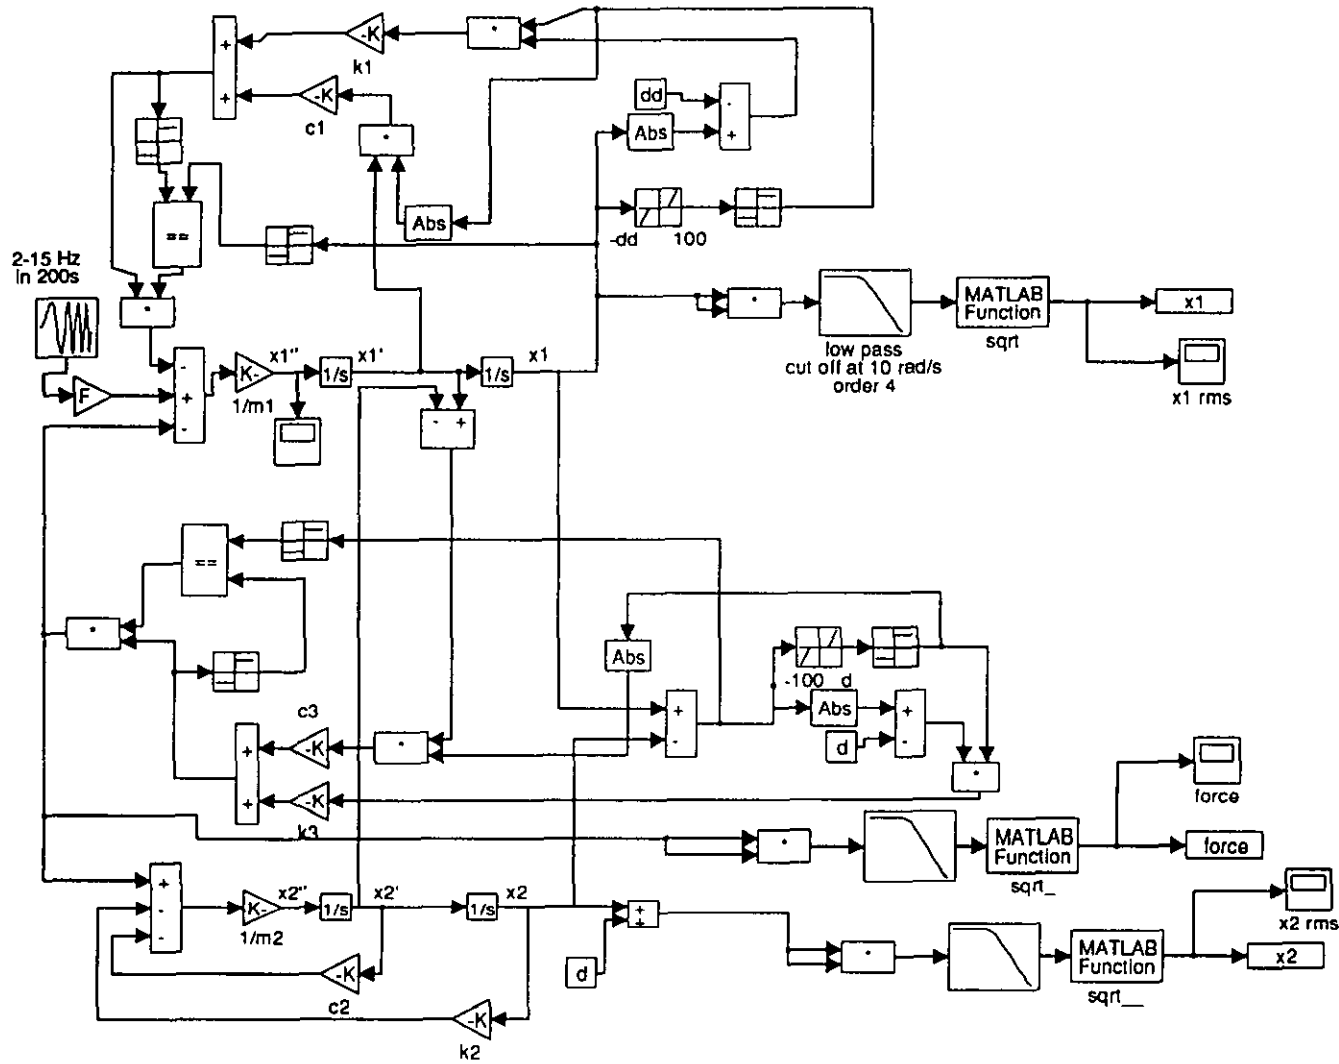 -K
k1
*
+
+
-K
c1
*
dd
-
+
Abs
Abs
-dd
100
==
2-15 Hz
in 200s
*
*
MATLAB
Function
sqrt
x1
low pass
cut off at 10 rad/s
order 4
x1 rms
-
+
-
F
K-
1/m1
x1''
1/s
x1'
1/s
x1
- +
==
*
Abs
-100
d
Abs
+
-
+
-
d
*
c3
-K
*
+
+
-K
k3
force
*
MATLAB
Function
sqrt_
force
+
-
-
K-
1/m2
x2''
1/s
x2'
1/s
x2
+
+
d
-K
c2
-K
k2
*
MATLAB
Function
sqrt__
x2 rms
x2